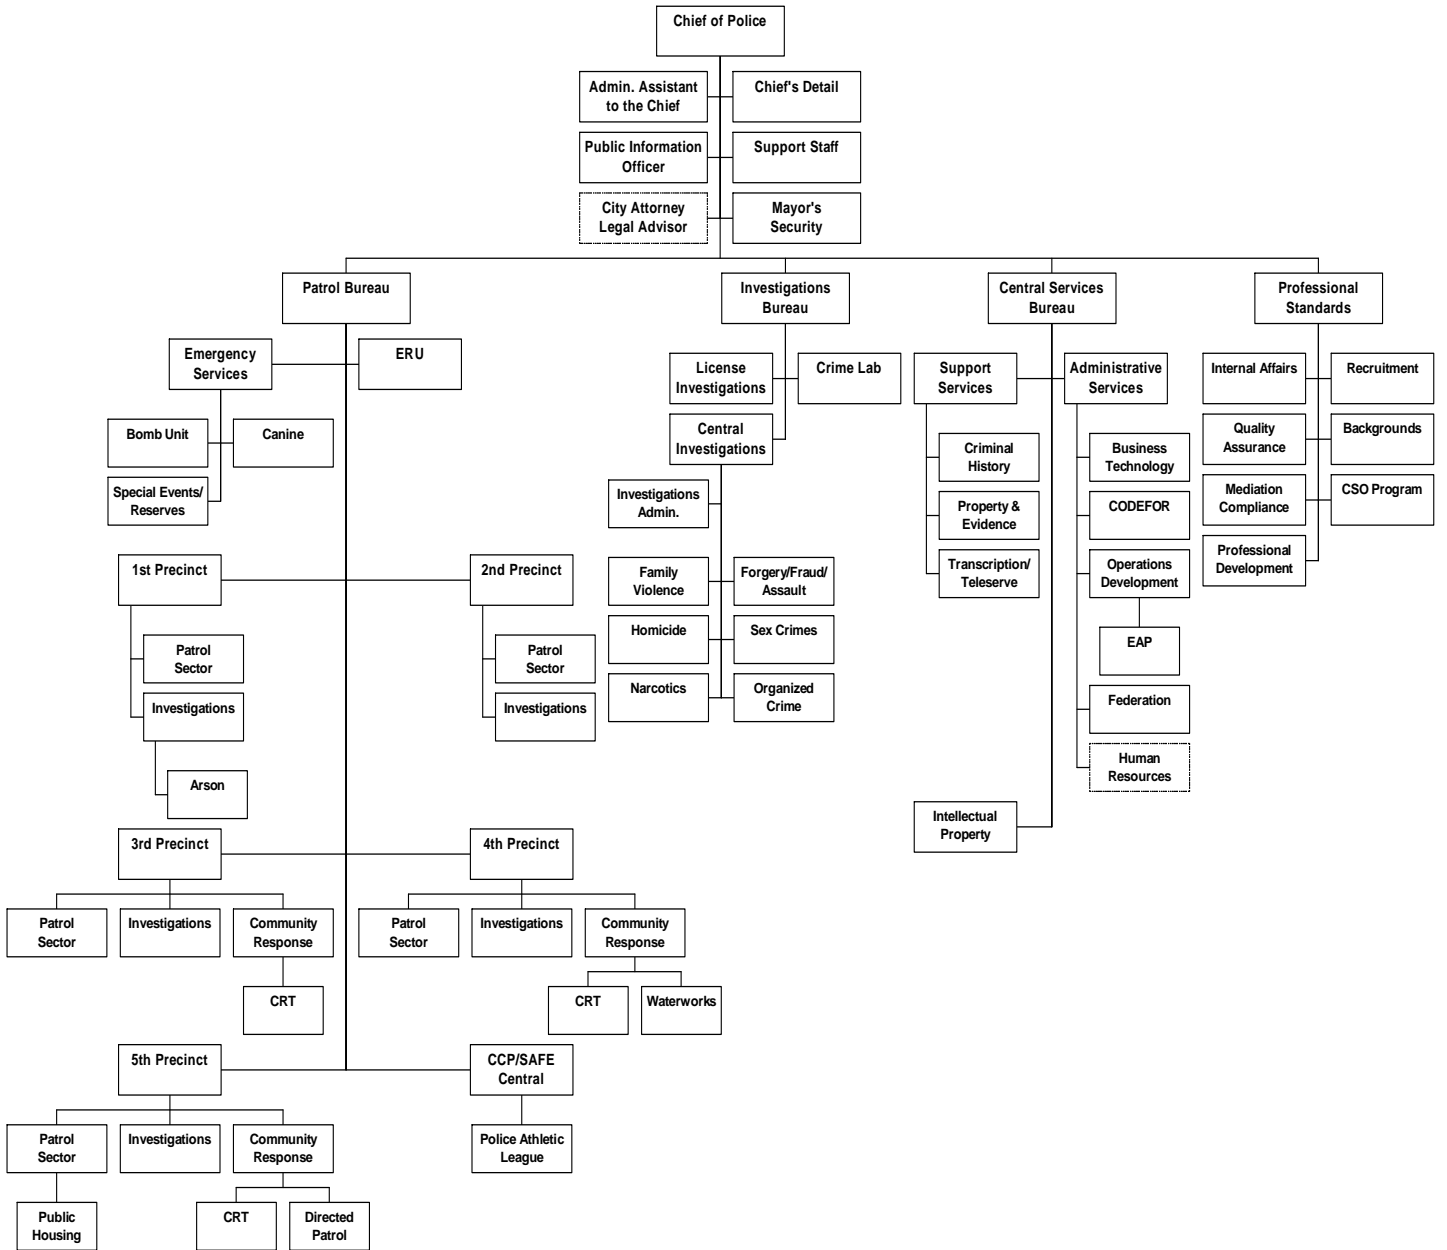 Chief of Police
Admin. Assistant
to the Chief
Chief's Detail
Public Information
Officer
Support Staff
City Attorney
Legal Advisor
Mayor's
Security
Patrol Bureau
Investigations
Bureau
Central Services
Bureau
Professional
Standards
Emergency
Services
ERU
License
Investigations
Crime Lab
Support
Services
Administrative
Services
Internal Affairs
Recruitment
Bomb Unit
Canine
Central
Investigations
Criminal
History
Business
Technology
Quality
Assurance
Backgrounds
Special Events/
Reserves
Investigations
Admin.
Property &
Evidence
CODEFOR
Mediation
Compliance
CSO Program
1st Precinct
2nd Precinct
Family
Violence
Forgery/Fraud/
Assault
Transcription/
Teleserve
Operations
Development
Professional
Development
Patrol
Sector
Patrol
Sector
Homicide
Sex Crimes
EAP
Investigations
Investigations
Narcotics
Organized
Crime
Federation
Arson
Human
Resources
Intellectual
Property
3rd Precinct
4th Precinct
Patrol
Sector
Investigations
Community
Response
Patrol
Sector
Investigations
Community
Response
CRT
CRT
Waterworks
5th Precinct
CCP/SAFE
Central
Patrol
Sector
Investigations
Community
Response
Police Athletic
League
Public
Housing
CRT
Directed
Patrol